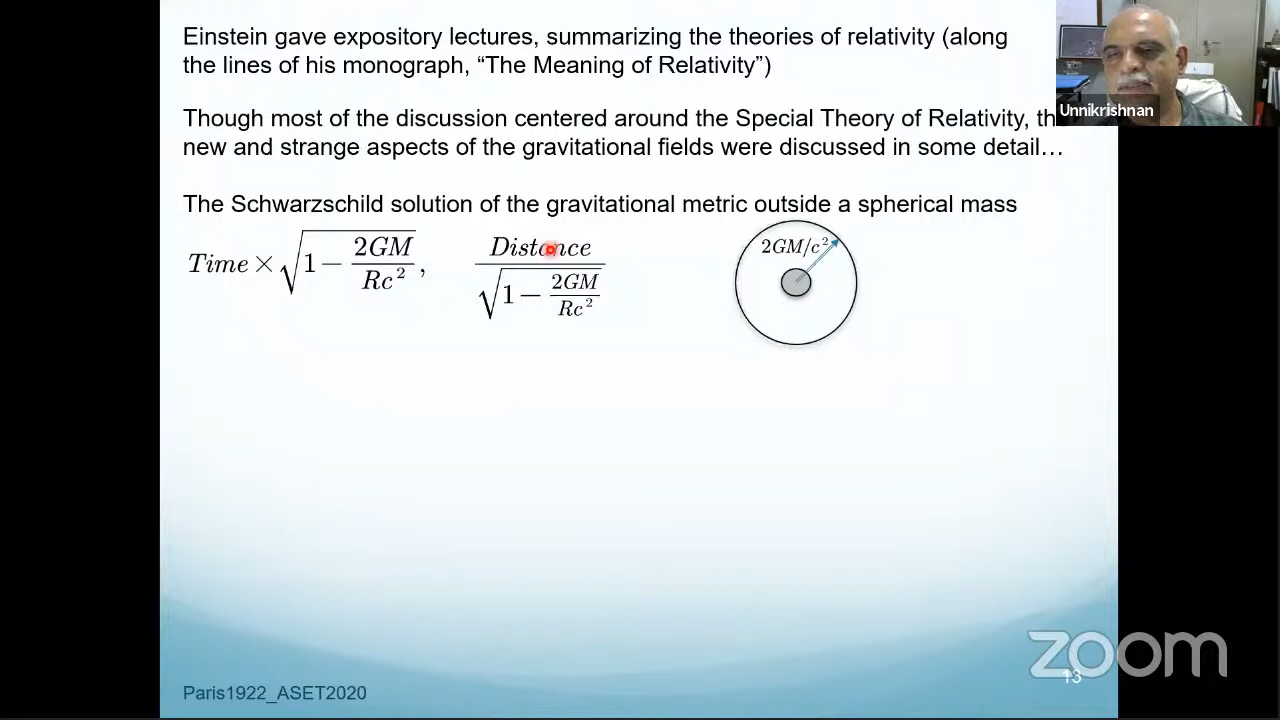 Einstein gave expository lectures, summarizing the theories of relativity (along
the lines of his monograph, “The Meaning of Relativity”)
Unnikrishnan
Though most of the discussion centered around the Special Theory of Relativity, th
new and strange aspects of the gravitational fields were discussed in some detail…
The Schwarzschild solution of the gravitational metric outside a spherical mass
Time × √(1 − 2GM/Rc²), Distance/√(1 − 2GM/Rc²)
2GM/c²
zoom
13
Paris1922_ASET2020